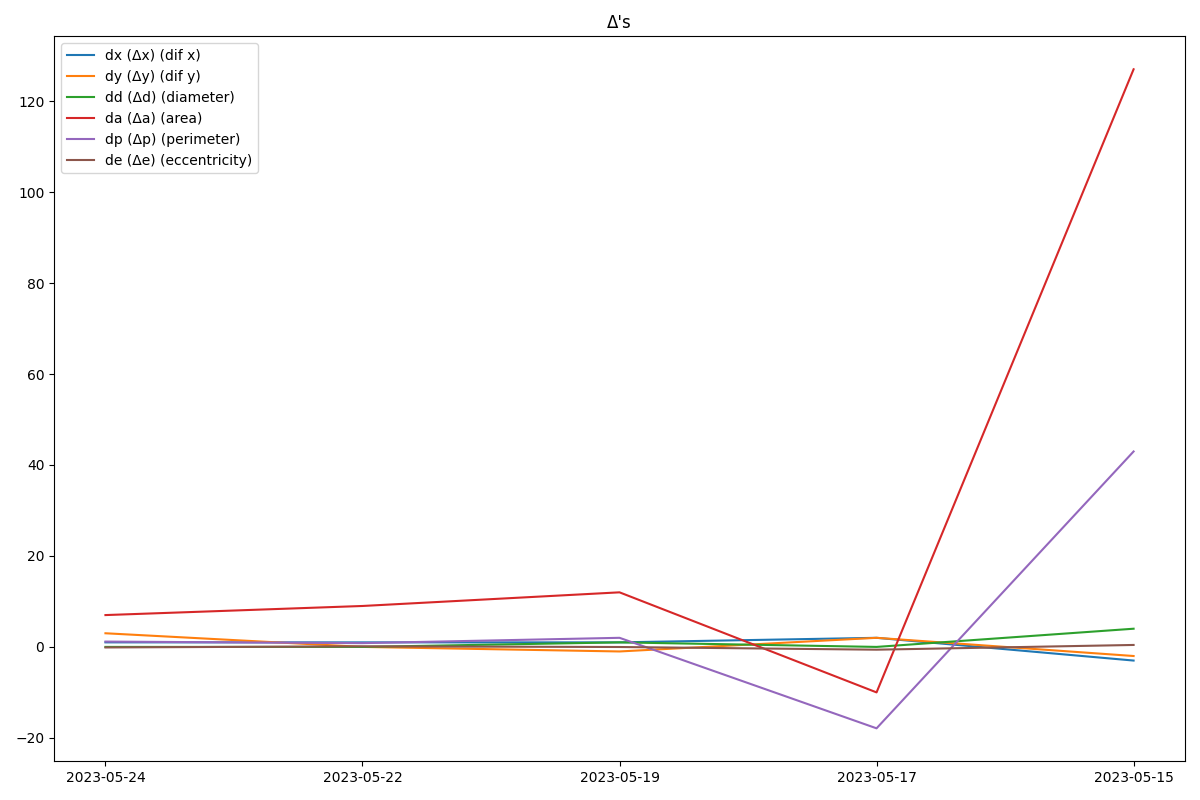 Δ's
dx (Δx) (dif x)
dy (Δy) (dif y)
dd (Δd) (diameter)
da (Δa) (area)
dp (Δp) (perimeter)
de (Δe) (eccentricity)
120
100
80
60
40
20
0
−20
2023-05-24
2023-05-22
2023-05-19
2023-05-17
2023-05-15